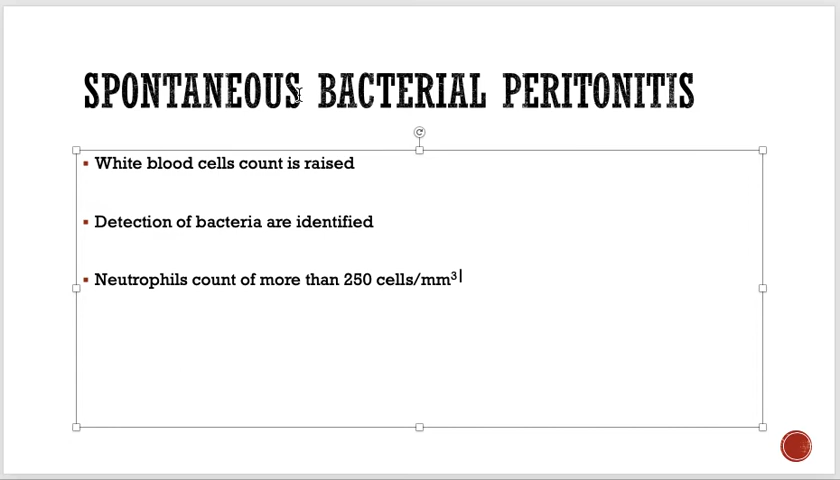 SPONTANEOUS BACTERIAL PERITONITIS
▪ White blood cells count is raised
▪ Detection of bacteria are identified
▪ Neutrophils count of more than 250 cells/mm³